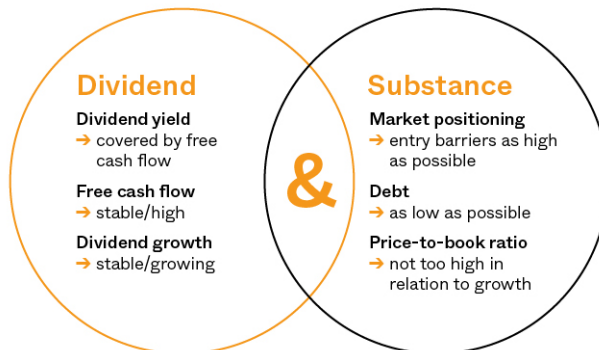 Dividend
Dividend yield
→ covered by free
cash flow
Free cash flow
→ stable/high
Dividend growth
→ stable/growing
&
Substance
Market positioning
→ entry barriers as high
as possible
Debt
→ as low as possible
Price-to-book ratio
→ not too high in
relation to growth